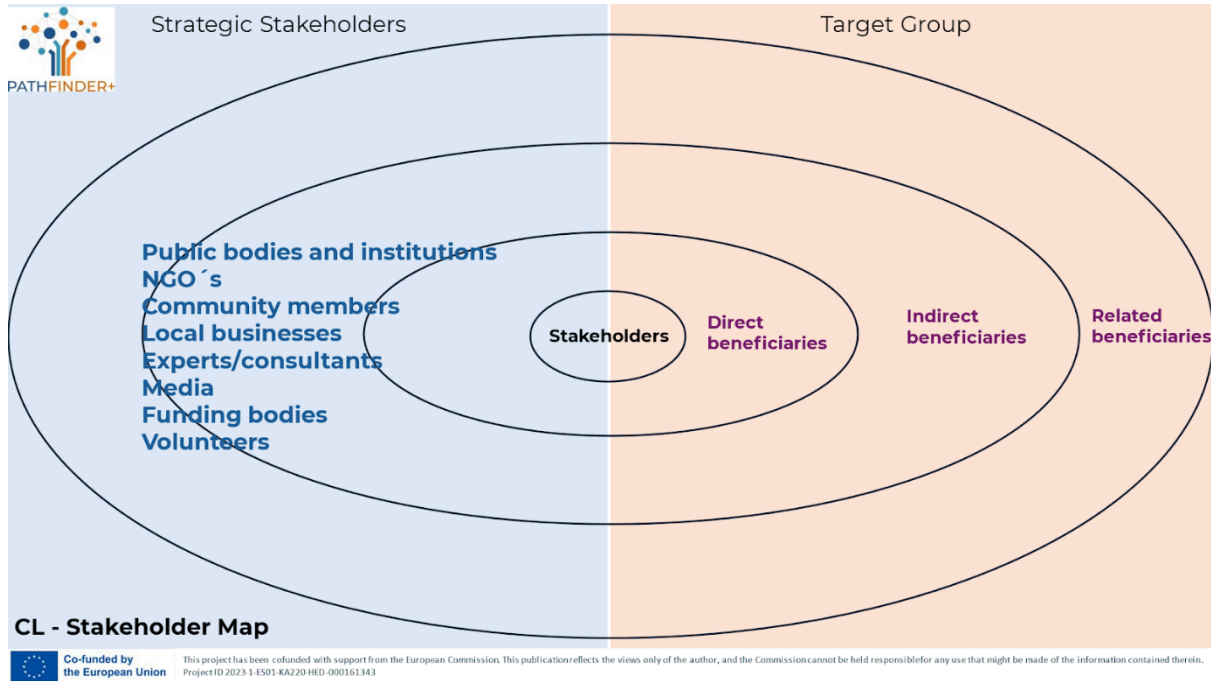 Strategic Stakeholders
Target Group
PATHFINDER+
Public bodies and institutions
NGO´s
Community members
Local businesses
Experts/consultants
Media
Funding bodies
Volunteers
Stakeholders
Direct
beneficiaries
Indirect
beneficiaries
Related
beneficiaries
CL - Stakeholder Map
Co-funded by
the European Union
This project has been cofunded with support from the European Commission. This publication reflects the views only of the author, and the Commission cannot be held responsible for any use that might be made of the information contained therein.
Project ID 2023-1-ES01-KA220-HED-000161343